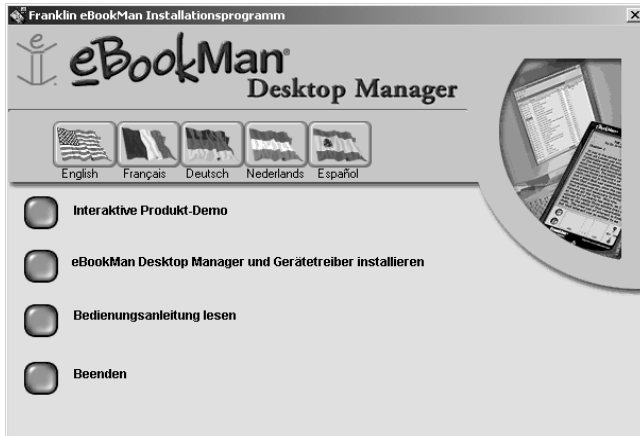 Franklin eBookMan Installationsprogramm
eBookMan®
Desktop Manager
English Français Deutsch Nederlands Español
Interaktive Produkt-Demo
eBookMan Desktop Manager und Gerätetreiber installieren
Bedienungsanleitung lesen
Beenden